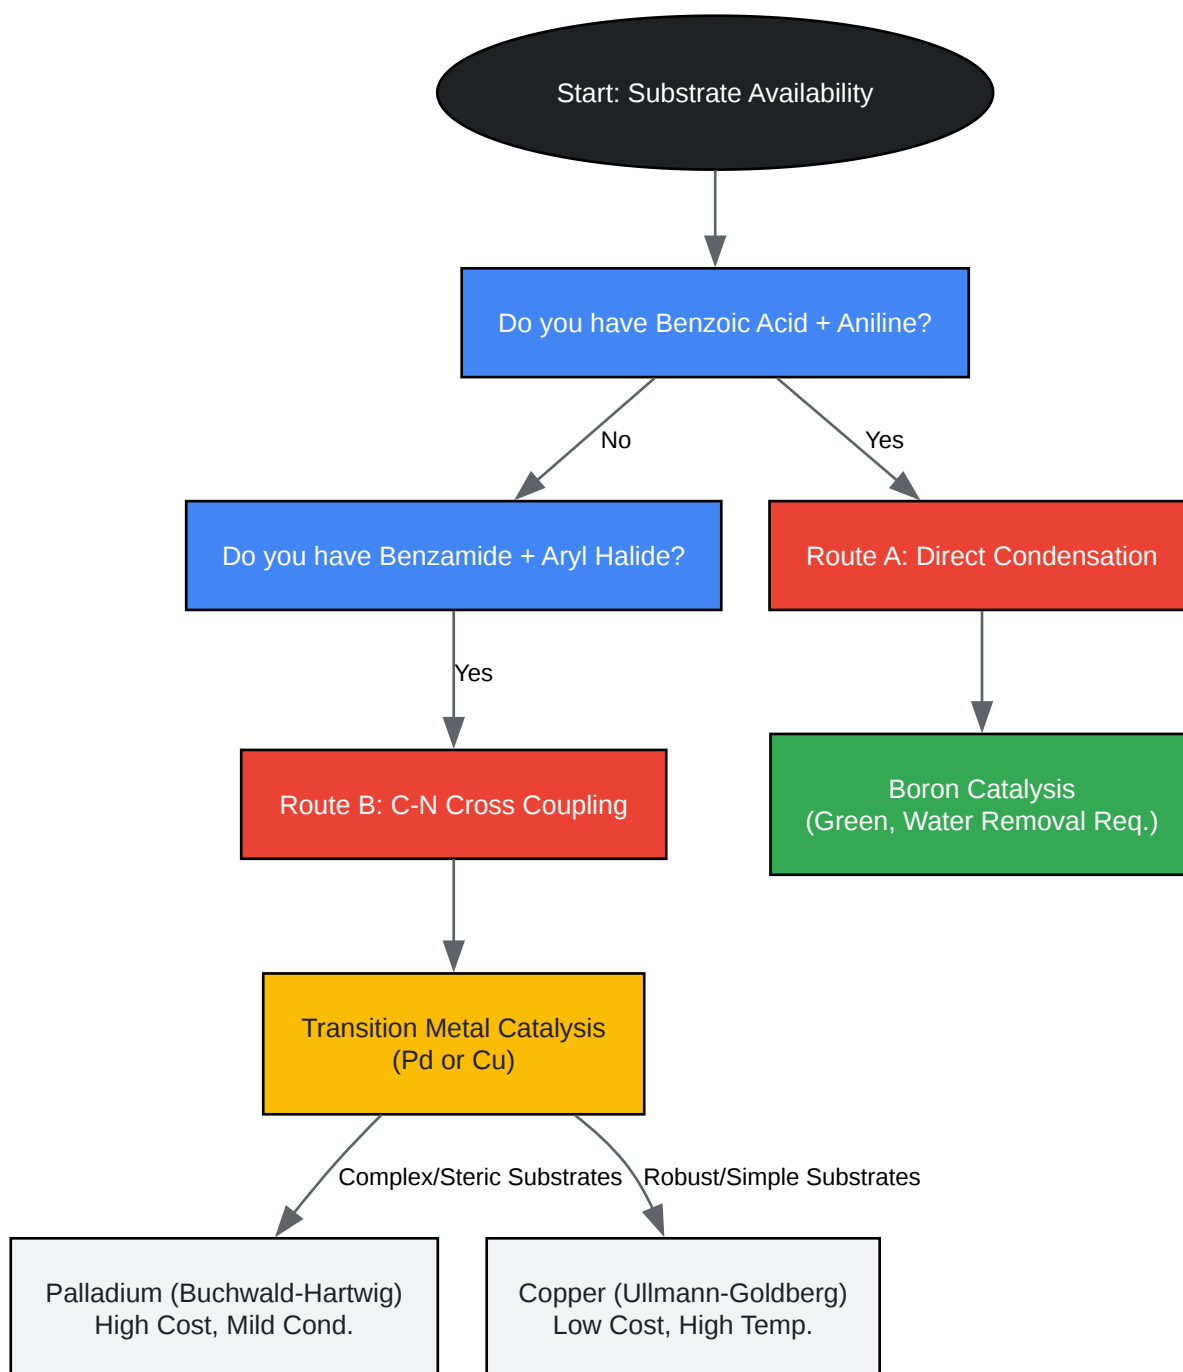 Start: Substrate Availability
Do you have Benzoic Acid + Aniline?
No
Yes
Do you have Benzamide + Aryl Halide?
Route A: Direct Condensation
Yes
Route B: C-N Cross Coupling
Boron Catalysis
(Green, Water Removal Req.)
Transition Metal Catalysis
(Pd or Cu)
Complex/Steric Substrates
Robust/Simple Substrates
Palladium (Buchwald-Hartwig)
High Cost, Mild Cond.
Copper (Ullmann-Goldberg)
Low Cost, High Temp.